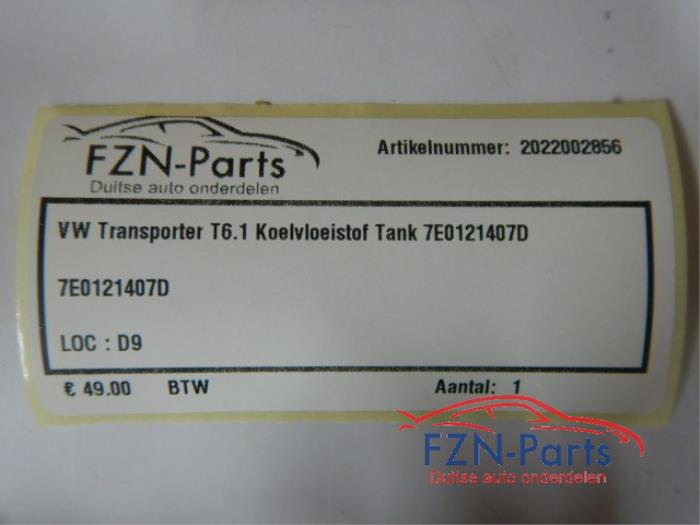 FZN-Parts
Duitse auto onderdelen
Artikelnummer: 2022002856
VW Transporter T6.1 Koelvloeistof Tank 7E0121407D
7E0121407D
LOC : D9
€ 49.00 BTW Aantal: 1
FZN-Parts
Duitse auto onderdelen